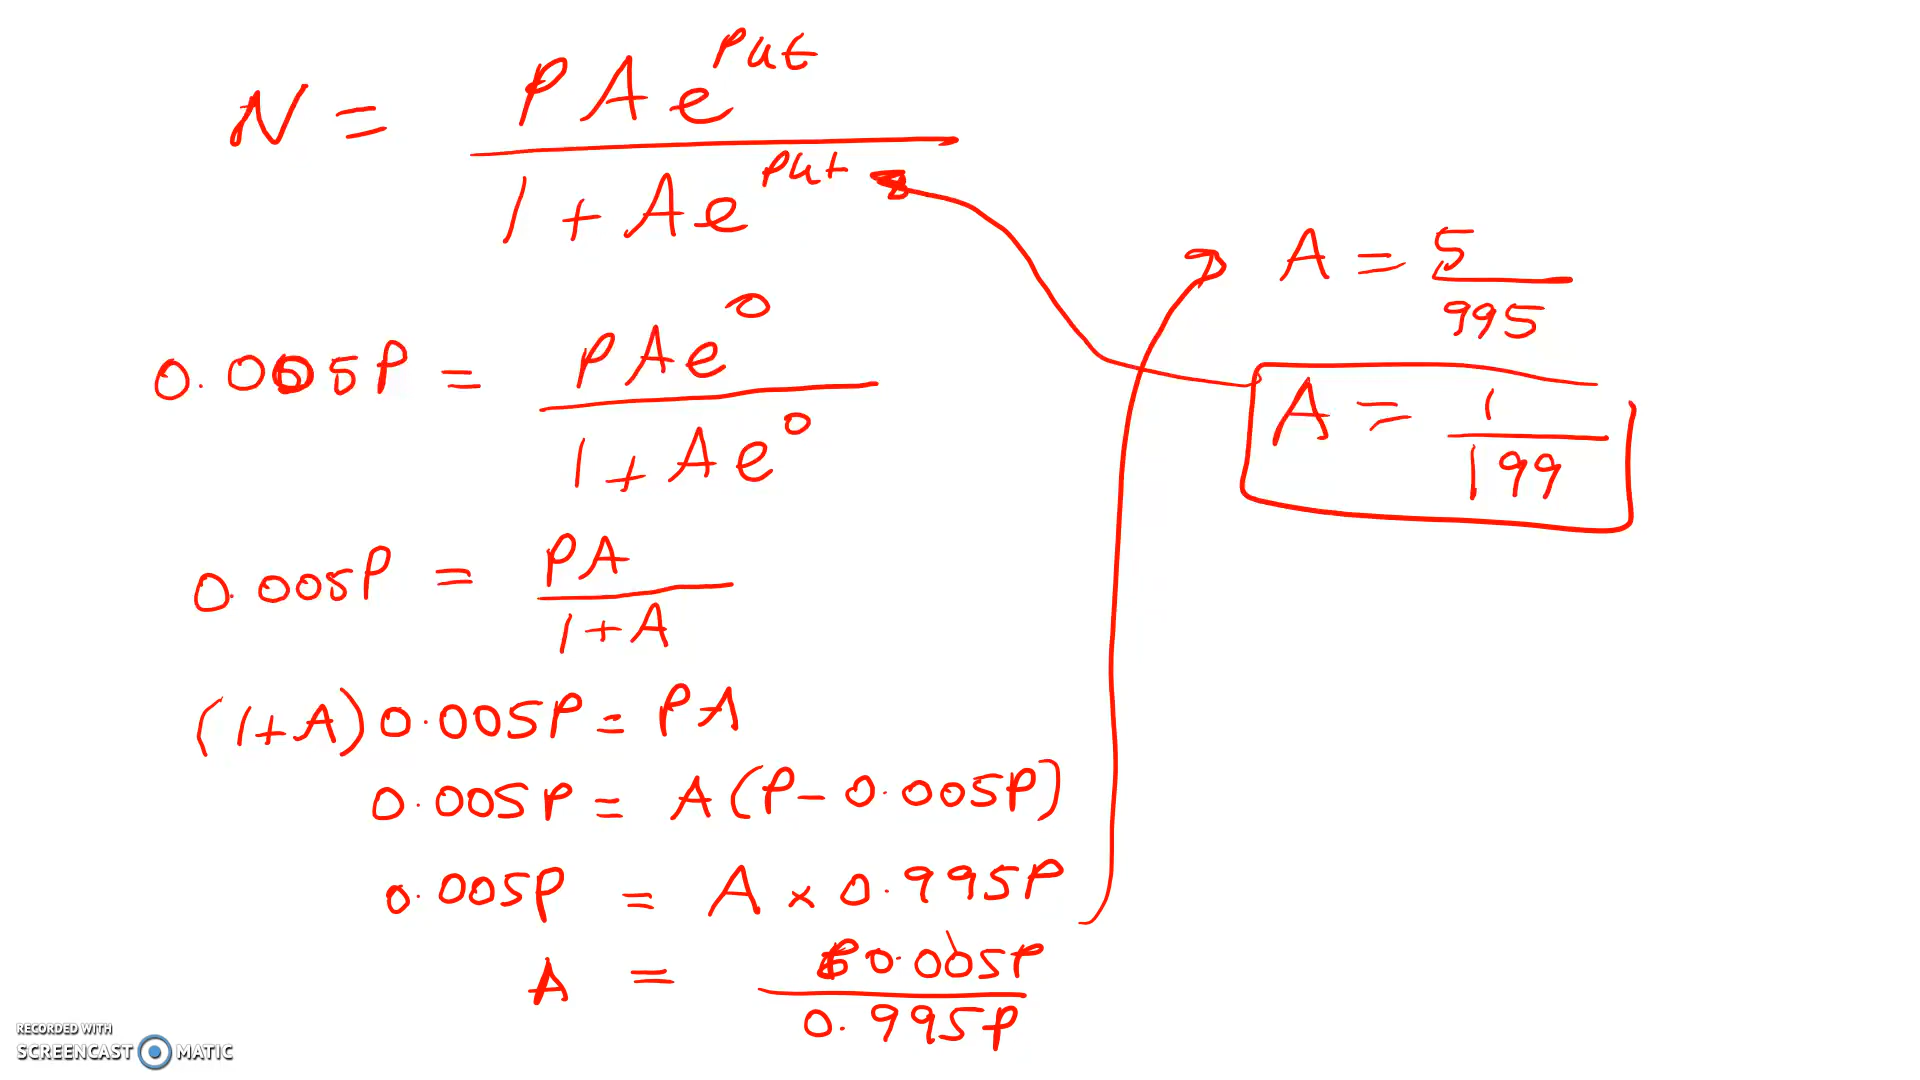 N = PAe^Put / 1 + Ae^Put
0.005P = PAe^0 / 1 + Ae^0
0.005P = PA / 1+A
(1+A)0.005P = PA
0.005P = A(P - 0.005P)
0.005P = A × 0.995P
A = 0.005P / 0.995P
A = 5 / 995
A = 1 / 199
RECORDED WITH
SCREENCAST MATIC